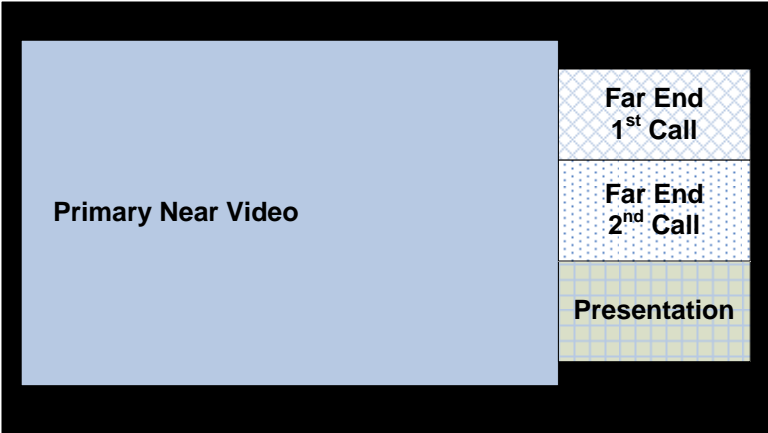 Primary Near Video
Far End
1st Call
Far End
2nd Call
Presentation